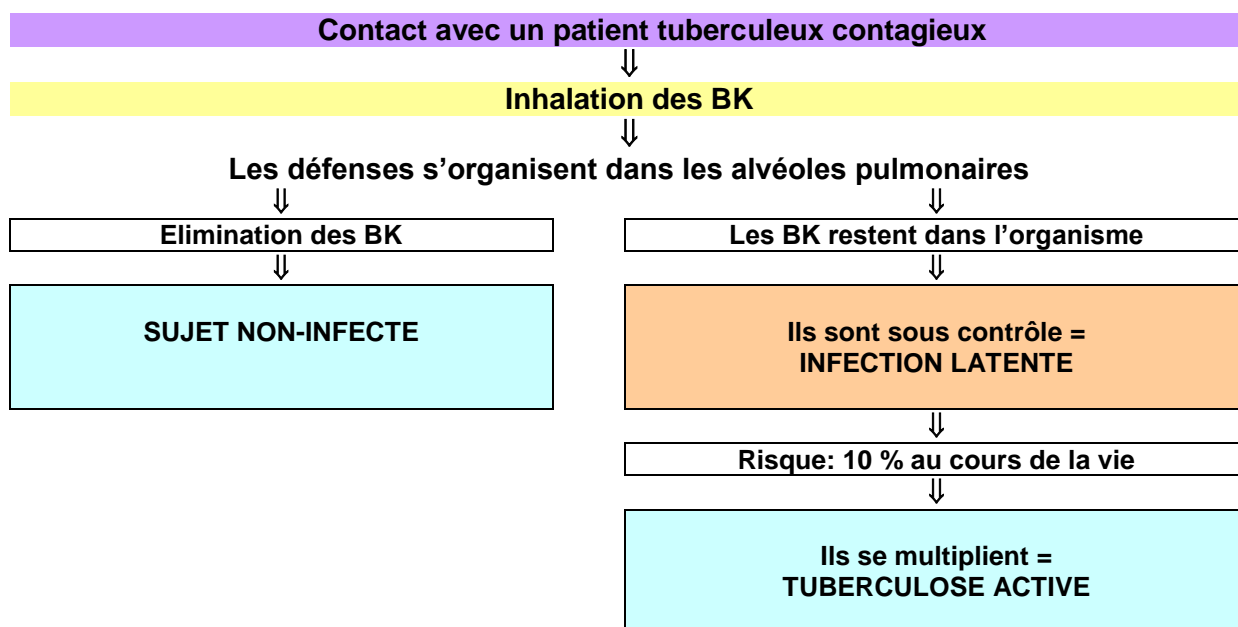 Contact avec un patient tuberculeux contagieux
⇓
Inhalation des BK
⇓
Les défenses s’organisent dans les alvéoles pulmonaires
⇓ ⇓
Elimination des BK
Les BK restent dans l’organisme
⇓ ⇓
SUJET NON-INFECTE
Ils sont sous contrôle =
INFECTION LATENTE
⇓
Risque: 10 % au cours de la vie
⇓
Ils se multiplient =
TUBERCULOSE ACTIVE